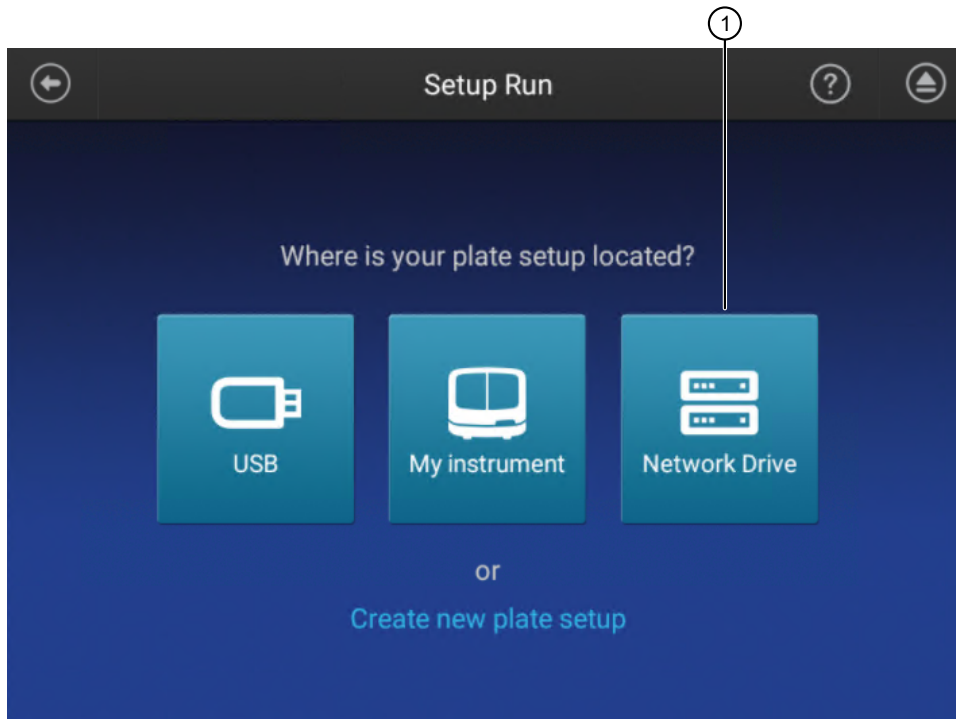 1
Setup Run
?
Where is your plate setup located?
USB
My instrument
Network Drive
or
Create new plate setup